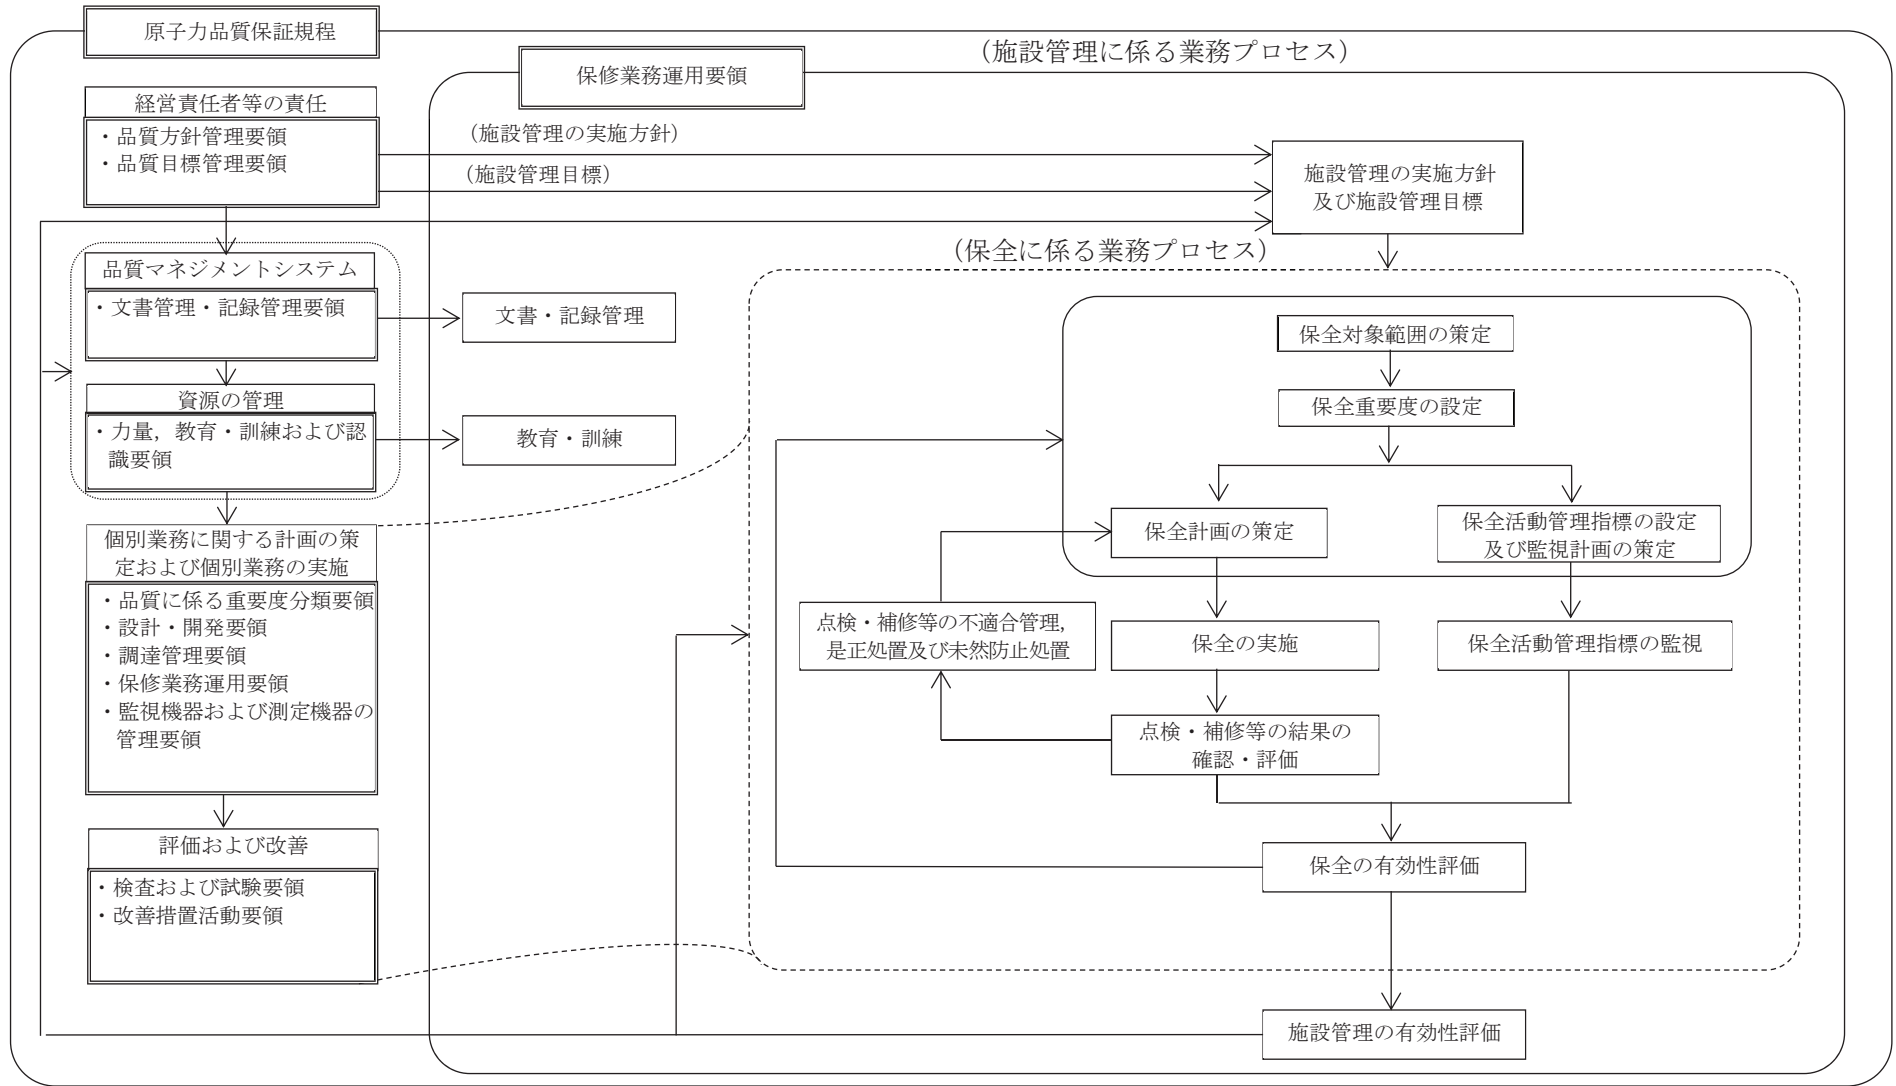 原子力品質保証規程
(施設管理に係る業務プロセス)
保修業務運用要領
経営責任者等の責任
・品質方針管理要領
・品質目標管理要領
(施設管理の実施方針)
(施設管理目標)
施設管理の実施方針
及び施設管理目標
(保全に係る業務プロセス)
品質マネジメントシステム
・文書管理・記録管理要領
文書・記録管理
資源の管理
・力量，教育・訓練および認
識要領
教育・訓練
個別業務に関する計画の策
定および個別業務の実施
・品質に係る重要度分類要領
・設計・開発要領
・調達管理要領
・保修業務運用要領
・監視機器および測定機器の
管理要領
評価および改善
・検査および試験要領
・改善措置活動要領
保全対象範囲の策定
保全重要度の設定
保全計画の策定
保全活動管理指標の設定
及び監視計画の策定
点検・補修等の不適合管理，
是正処置及び未然防止処置
保全の実施
保全活動管理指標の監視
点検・補修等の結果の
確認・評価
保全の有効性評価
施設管理の有効性評価